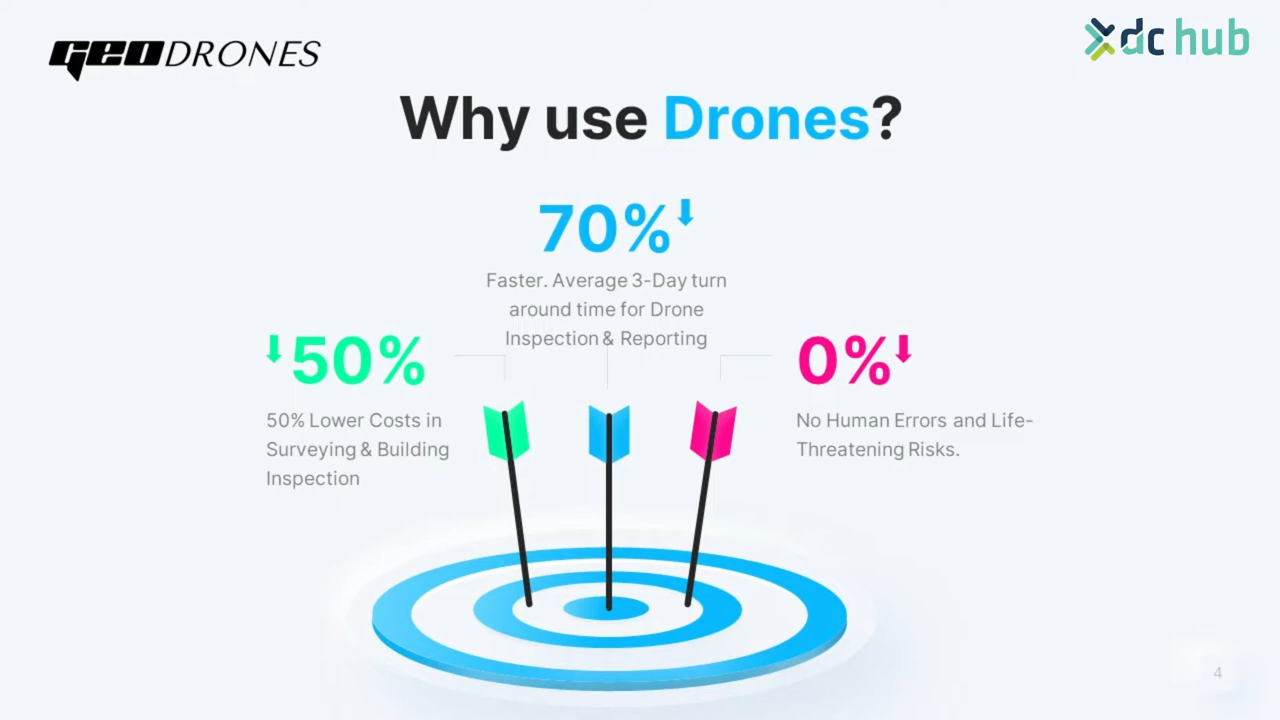 GEODRONES
dc hub
Why use Drones?
70%⬇
Faster. Average 3-Day turn
around time for Drone
Inspection & Reporting
⬇50%
50% Lower Costs in
Surveying & Building
Inspection
0%⬇
No Human Errors and Life-
Threatening Risks.
4